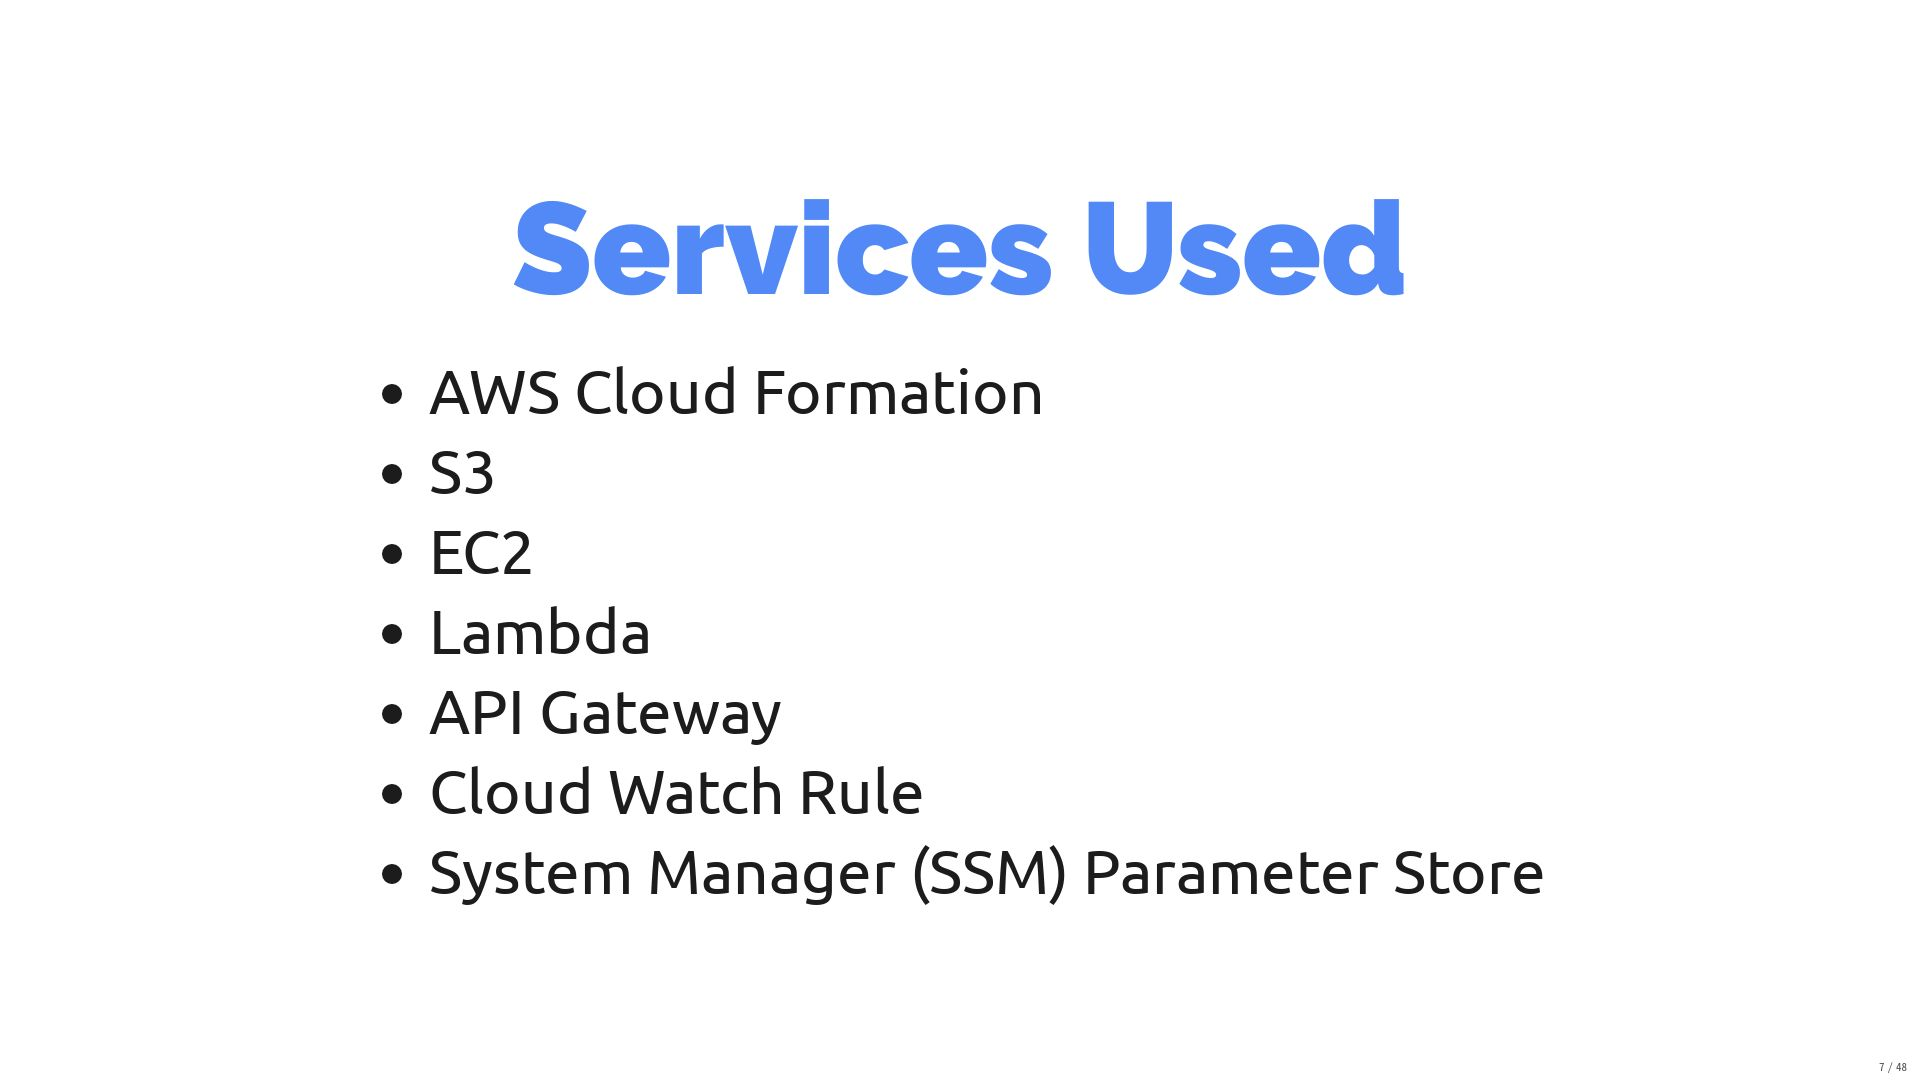 Services Used
• AWS Cloud Formation
• S3
• EC2
• Lambda
• API Gateway
• Cloud Watch Rule
• System Manager (SSM) Parameter Store
7 / 48